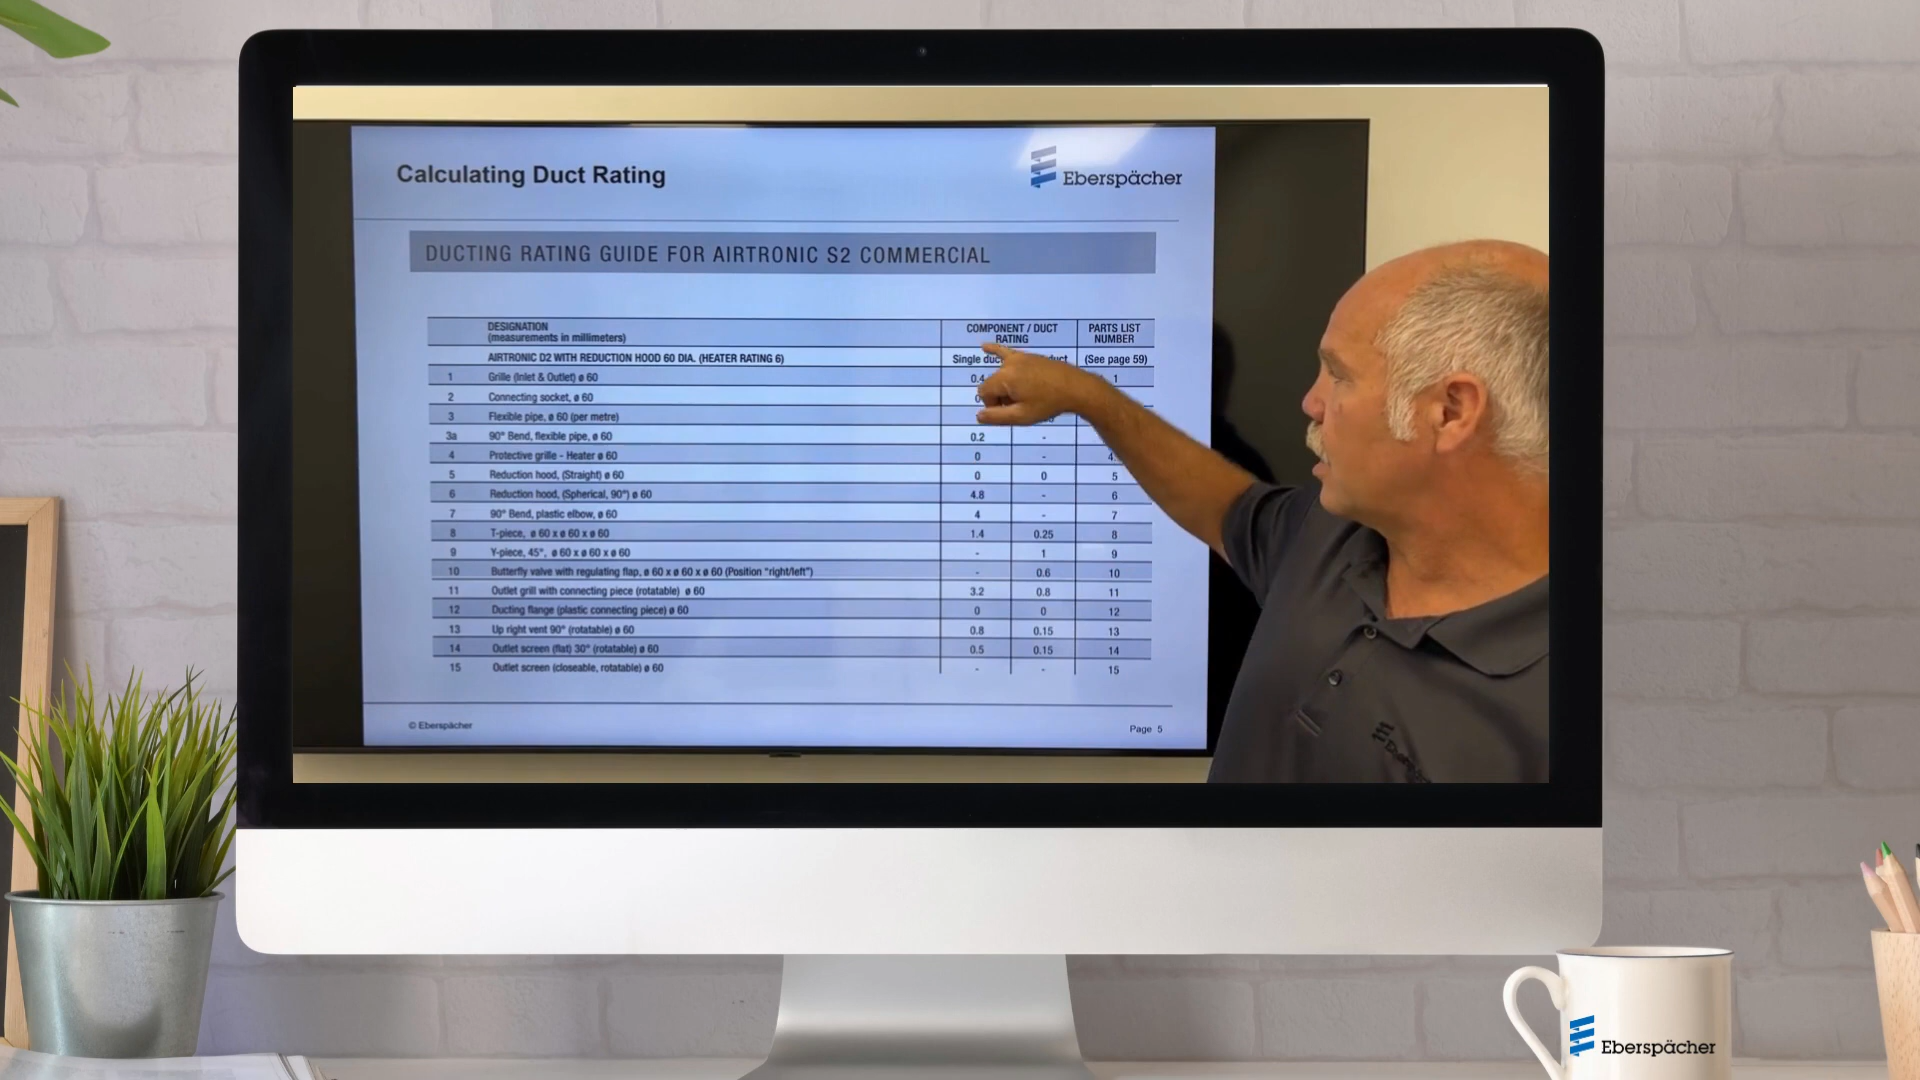 Calculating Duct Rating
Eberspächer
DUCTING RATING GUIDE FOR AIRTRONIC S2 COMMERCIAL
DESIGNATION
(measurements in millimeters)
COMPONENT / DUCT
RATING
PARTS LIST
NUMBER
AIRTRONIC D2 WITH REDUCTION HOOD 60 DIA. (HEATER RATING 6) Single duct (See page 59)
1 Grille (Inlet & Outlet) ø 60 0.4 1
2 Connecting socket, ø 60
3 Flexible pipe, ø 60 (per metre)
3a 90° Bend, flexible pipe, ø 60 0.2 -
4 Protective grille - Heater ø 60 0 - 4
5 Reduction hood, (Straight) ø 60 0 0 5
6 Reduction hood, (Spherical, 90°) ø 60 4.8 - 6
7 90° Bend, plastic elbow, ø 60 4 - 7
8 T-piece, ø 60 x ø 60 x ø 60 1.4 0.25 8
9 Y-piece, 45°, ø 60 x ø 60 x ø 60 - 1 9
10 Butterfly valve with regulating flap, ø 60 x ø 60 x ø 60 (Position "right/left") - 0.6 10
11 Outlet grill with connecting piece (rotatable) ø 60 3.2 0.8 11
12 Ducting flange (plastic connecting piece) ø 60 0 0 12
13 Up right vent 90° (rotatable) ø 60 0.8 0.15 13
14 Outlet screen (flat) 30° (rotatable) ø 60 0.5 0.15 14
15 Outlet screen (closeable, rotatable) ø 60 - - 15
© Eberspächer
Page 5
Eberspächer